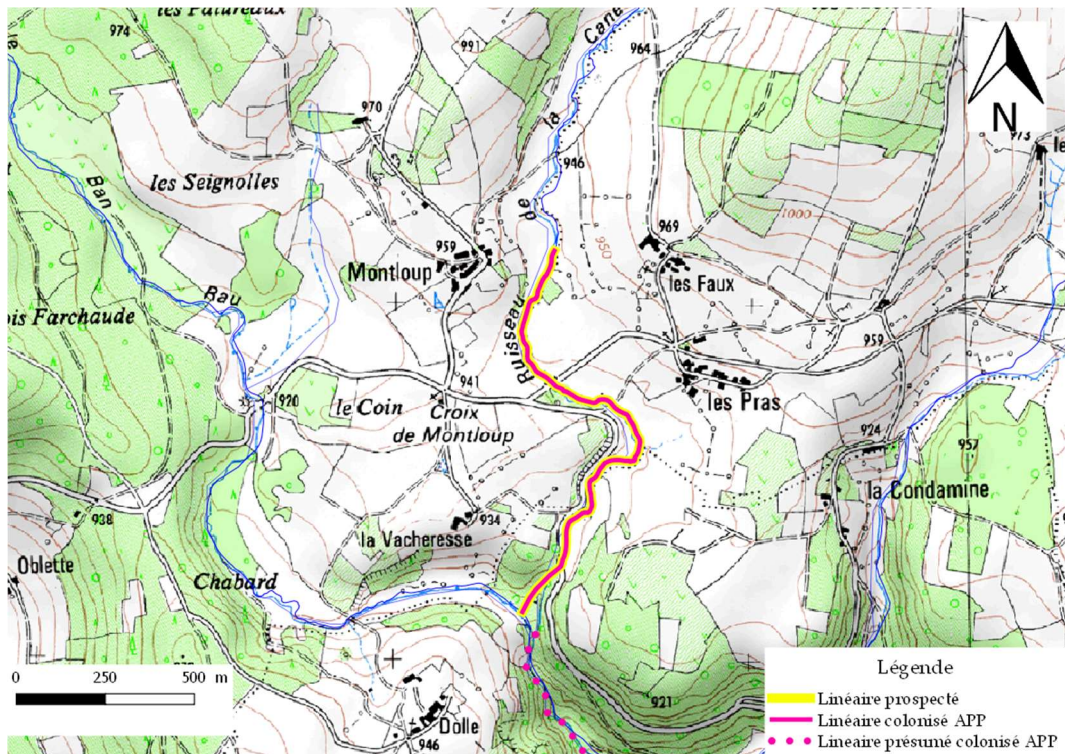 les Patureaux
974
991
964
Cane
la
de
Ruisseau
N
970
946
Ban
les Seignolles
959
Montloup
969
950
1000
les Faux
Bau
ois Farchaude
941
959
920
le Coin
Croix
de Montloup
les Pras
924
957
la Condamine
938
934
la Vacheresse
Oblette
Chabard
0 250 500 m
921
Dolle
946
Légende
Linéaire prospecté
Linéaire colonisé APP
Linéaire présumé colonisé APP